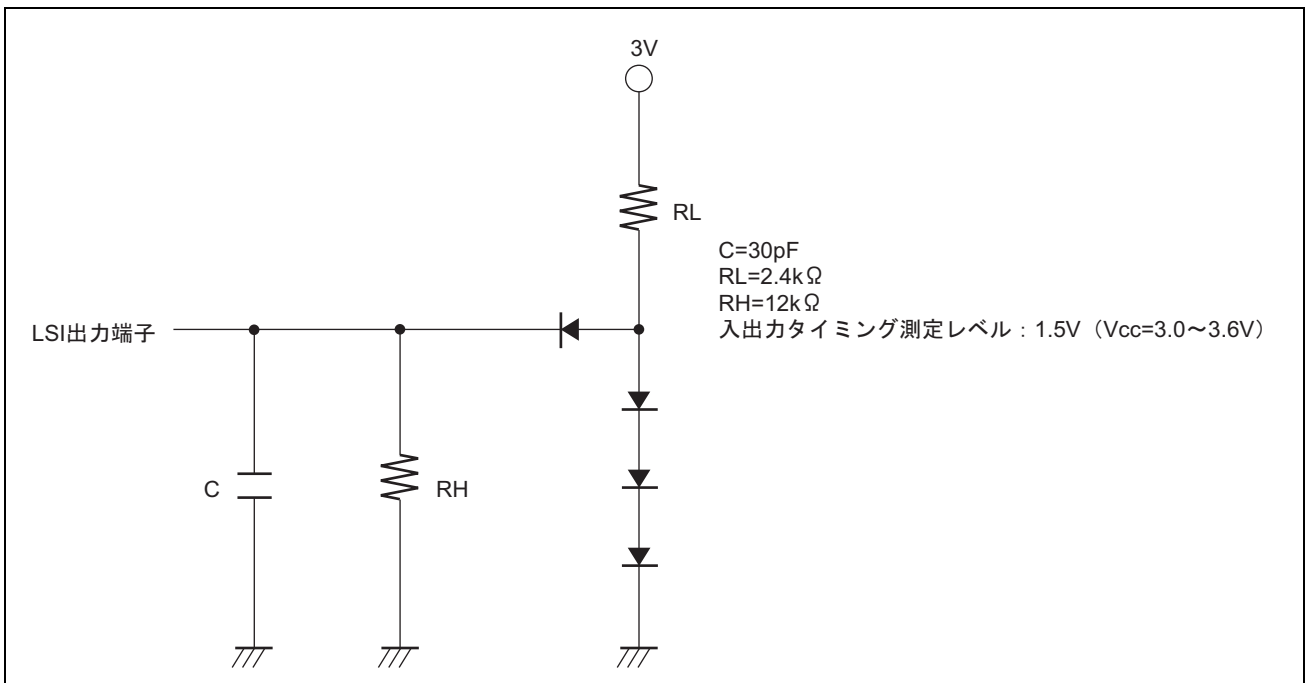 3V
RL
C=30pF
RL=2.4kΩ
RH=12kΩ
入出力タイミング測定レベル：1.5V（Vcc=3.0～3.6V）
LSI出力端子
C
RH